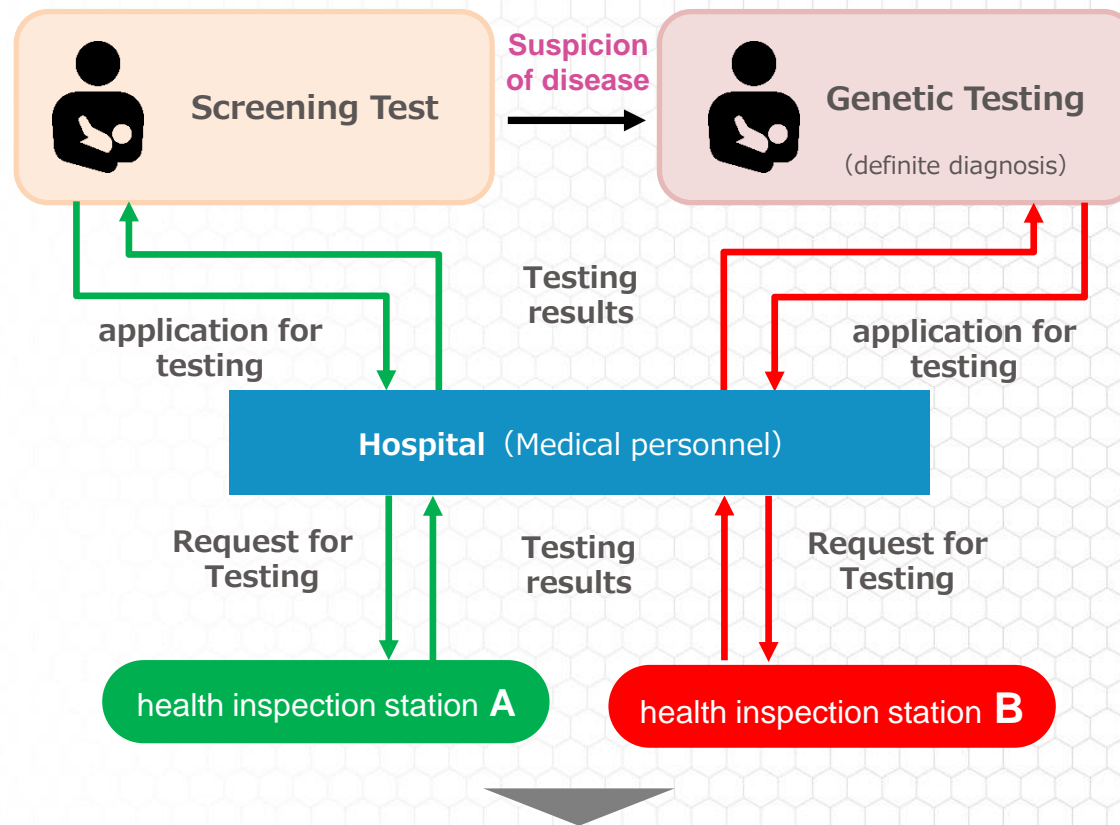 Suspicion
of disease
Screening Test
Genetic Testing
（definite diagnosis）
Testing
results
application for
testing
application for
testing
Hospital（Medical personnel）
Request for
Testing
Testing
results
Request for
Testing
health inspection station A
health inspection station B